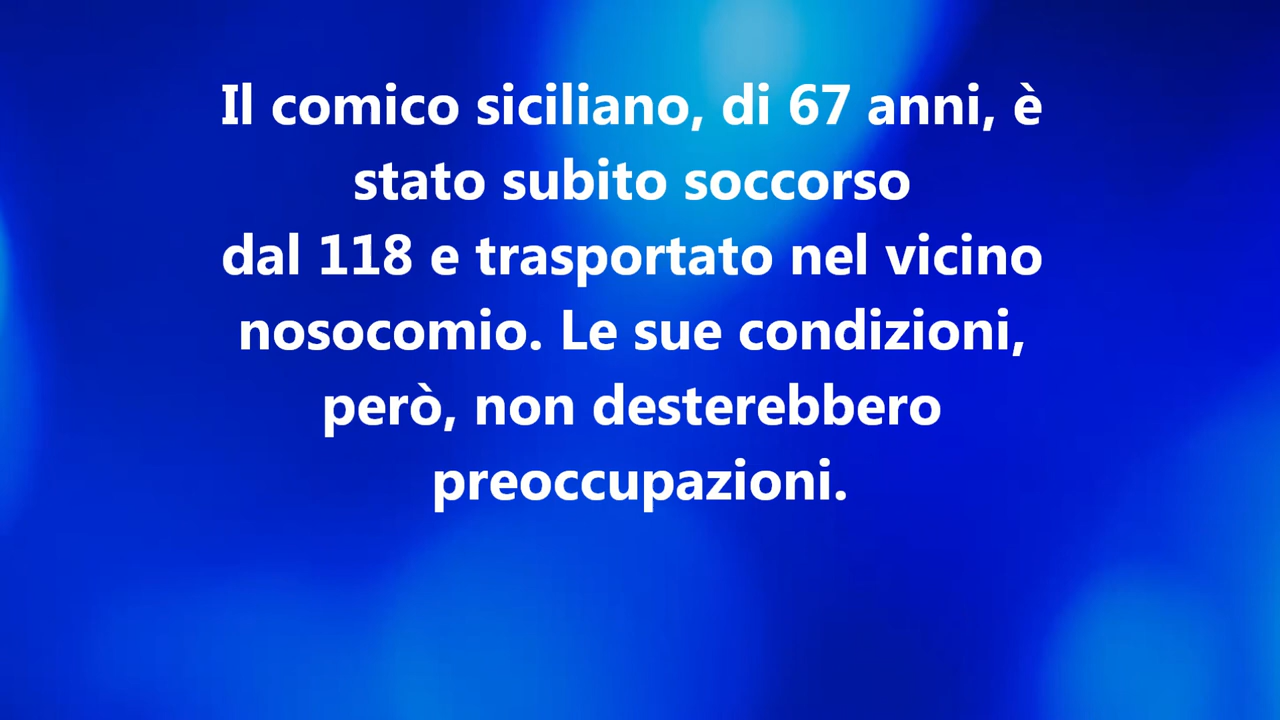 Il comico siciliano, di 67 anni, è
stato subito soccorso
dal 118 e trasportato nel vicino
nosocomio. Le sue condizioni,
però, non desterebbero
preoccupazioni.